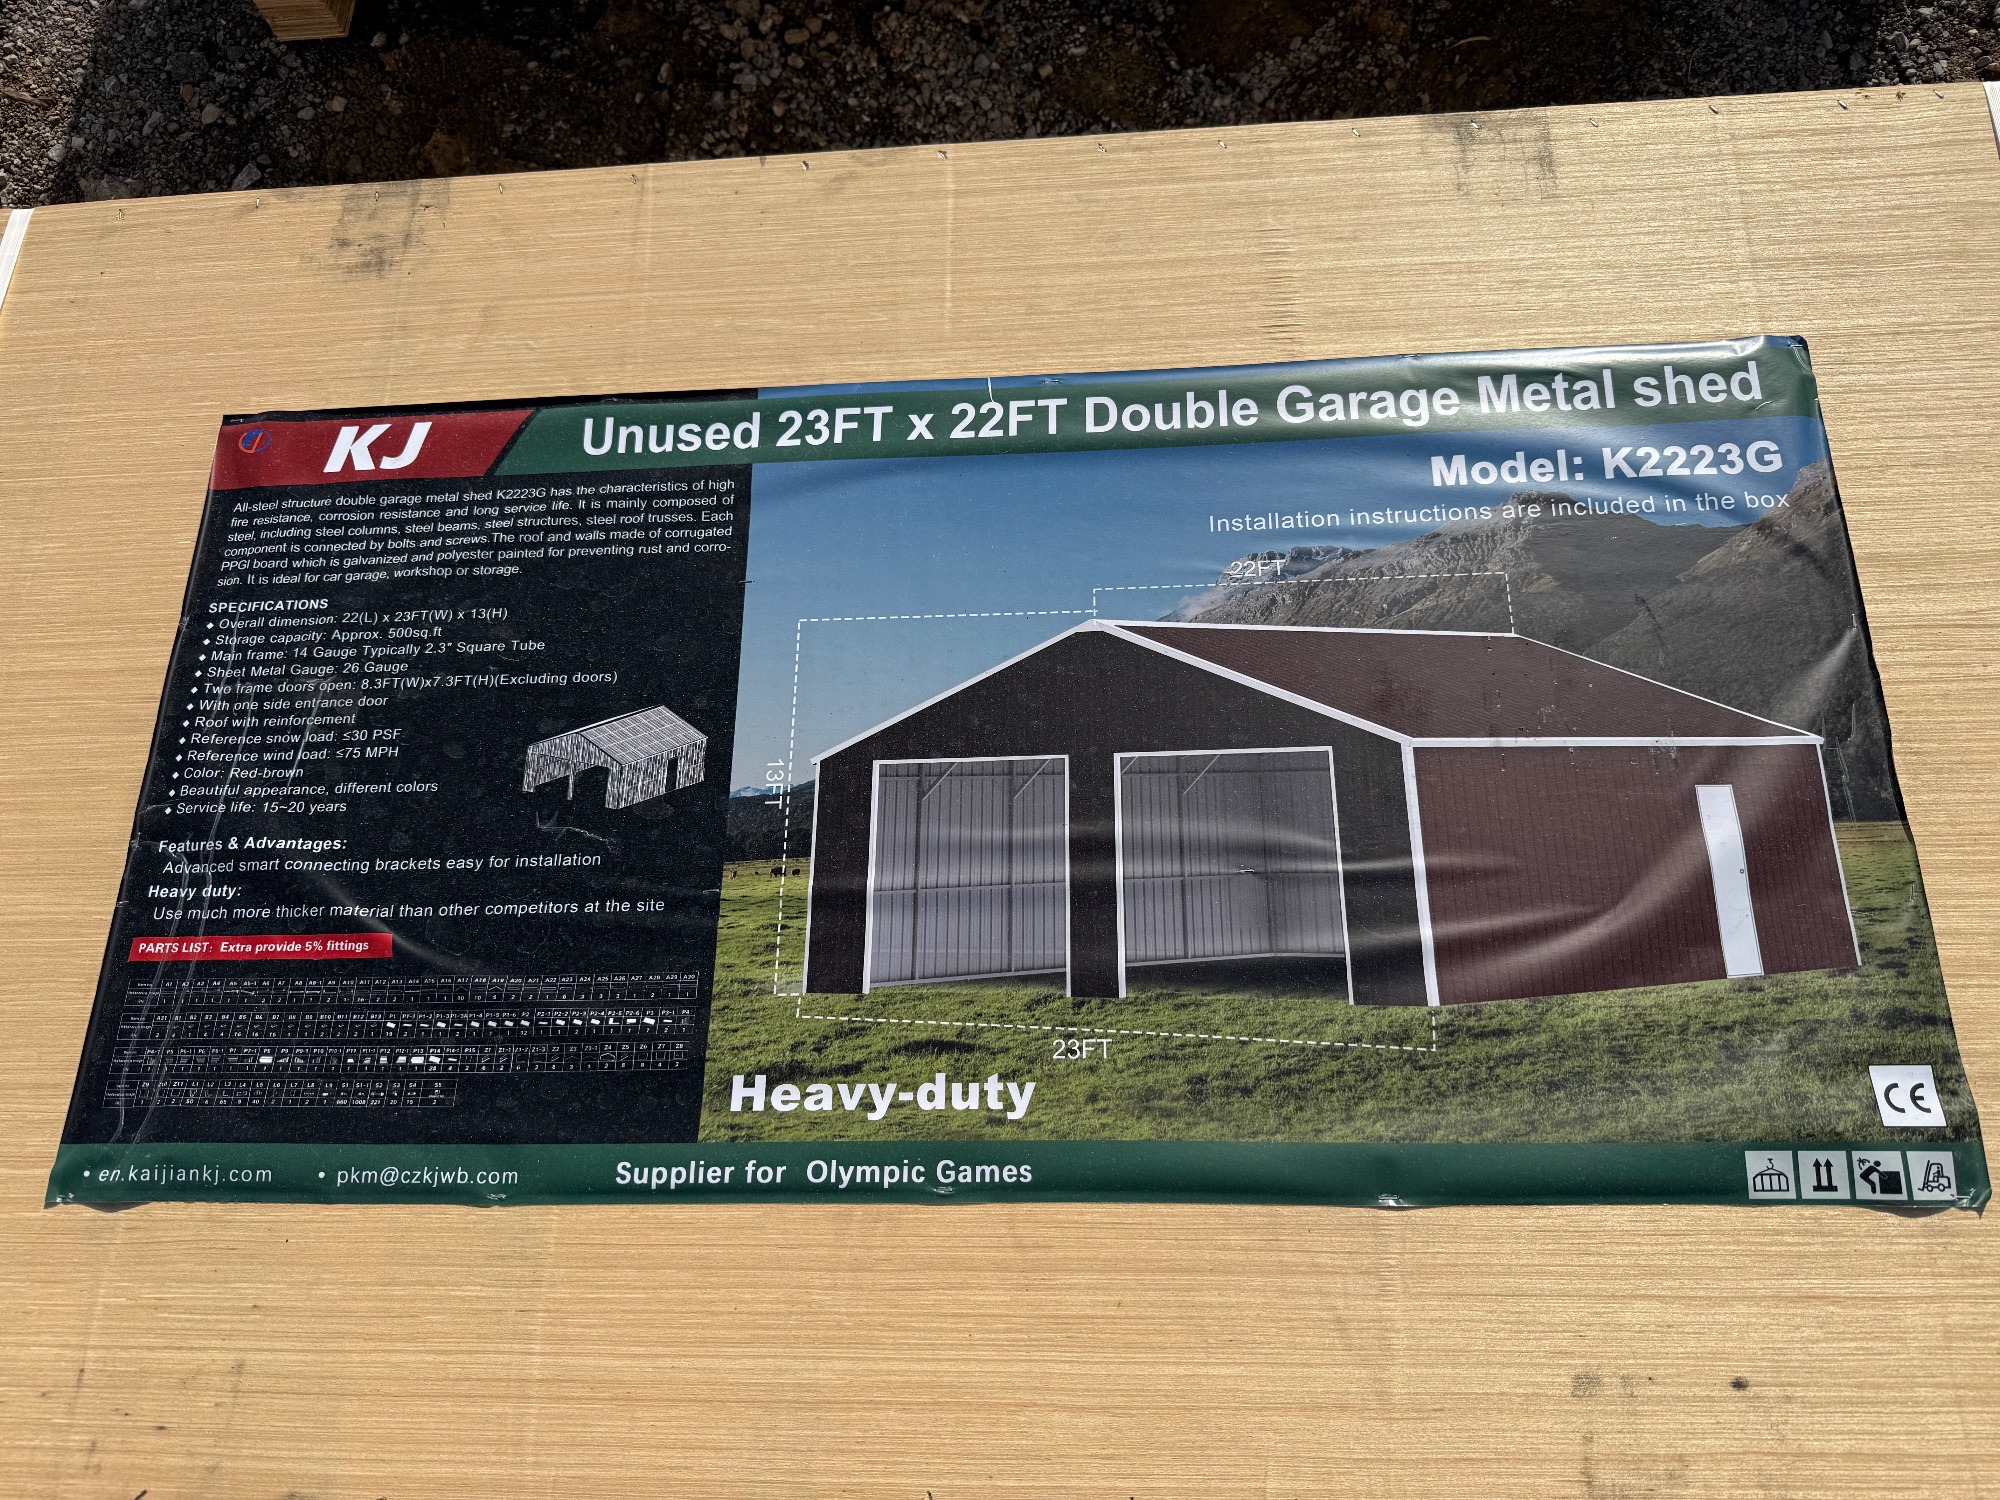 KJ
Unused 23FT x 22FT Double Garage Metal shed
Model: K2223G
Installation instructions are included in the box
All-steel structure double garage metal shed K2223G has the characteristics of high
fire resistance, corrosion resistance and long service life. It is mainly composed of
steel, including steel columns, steel beams, steel structures, steel roof trusses. Each
component is connected by bolts and screws.The roof and walls made of corrugated
PPGI board which is galvanized and polyester painted for preventing rust and corro-
sion. It is ideal for car garage, workshop or storage.
SPECIFICATIONS
◆ Overall dimension: 22(L) x 23FT(W) x 13(H)
◆ Storage capacity: Approx. 500sq.ft
◆ Main frame: 14 Gauge Typically 2.3" Square Tube
◆ Sheet Metal Gauge: 26 Gauge
◆ Two frame doors open: 8.3FT(W)x7.3FT(H)(Excluding doors)
◆ With one side entrance door
◆ Roof with reinforcement
◆ Reference snow load: ≤30 PSF
◆ Reference wind load: ≤75 MPH
◆ Color: Red-brown
◆ Beautiful appearance, different colors
◆ Service life: 15~20 years
Features & Advantages:
Advanced smart connecting brackets easy for installation
Heavy duty:
Use much more thicker material than other competitors at the site
PARTS LIST: Extra provide 5% fittings
22FT
13FT
23FT
Heavy-duty
CE
• en.kaijiankj.com • pkm@czkjwb.com Supplier for Olympic Games